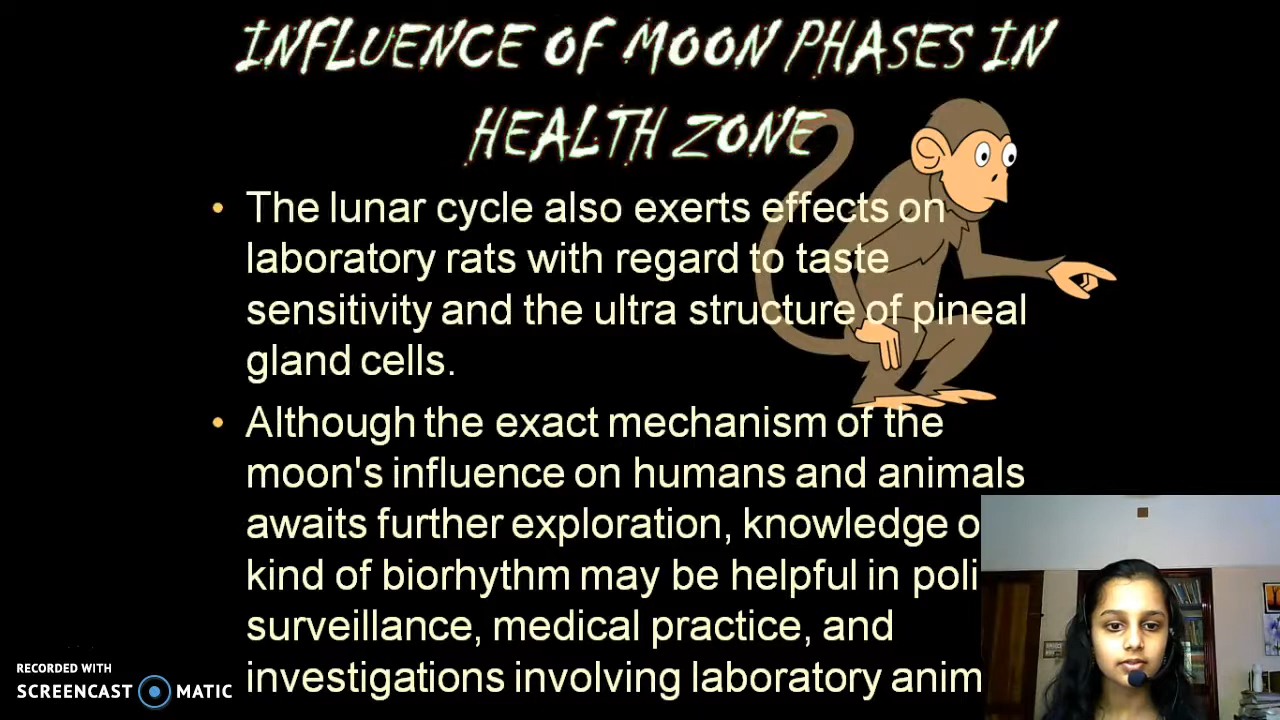 INFLUENCE OF MOON PHASES IN
HEALTH ZONE
• The lunar cycle also exerts effects on
laboratory rats with regard to taste
sensitivity and the ultra structure of pineal
gland cells.
• Although the exact mechanism of the
moon's influence on humans and animals
awaits further exploration, knowledge
kind of biorhythm may be helpful in
surveillance, medical practice, and
investigations involving laboratory
RECORDED WITH
SCREENCAST MATIC